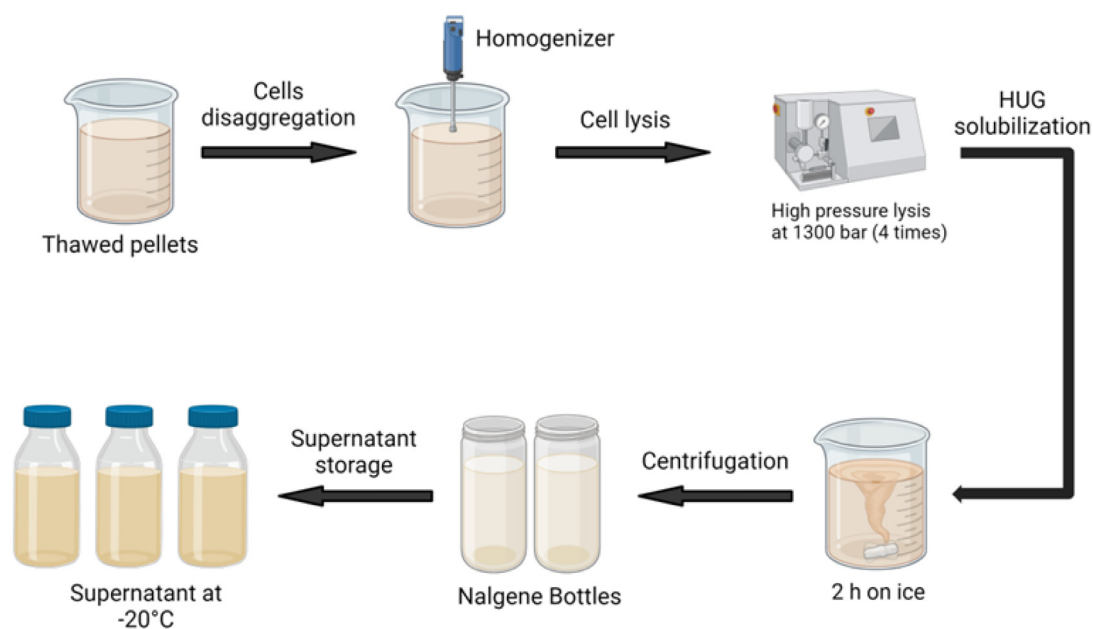 Homogenizer
Cells
disaggregation
Cell lysis
HUG
solubilization
Thawed pellets
High pressure lysis
at 1300 bar (4 times)
Supernatant
storage
Centrifugation
Supernatant at
-20°C
Nalgene Bottles
2 h on ice